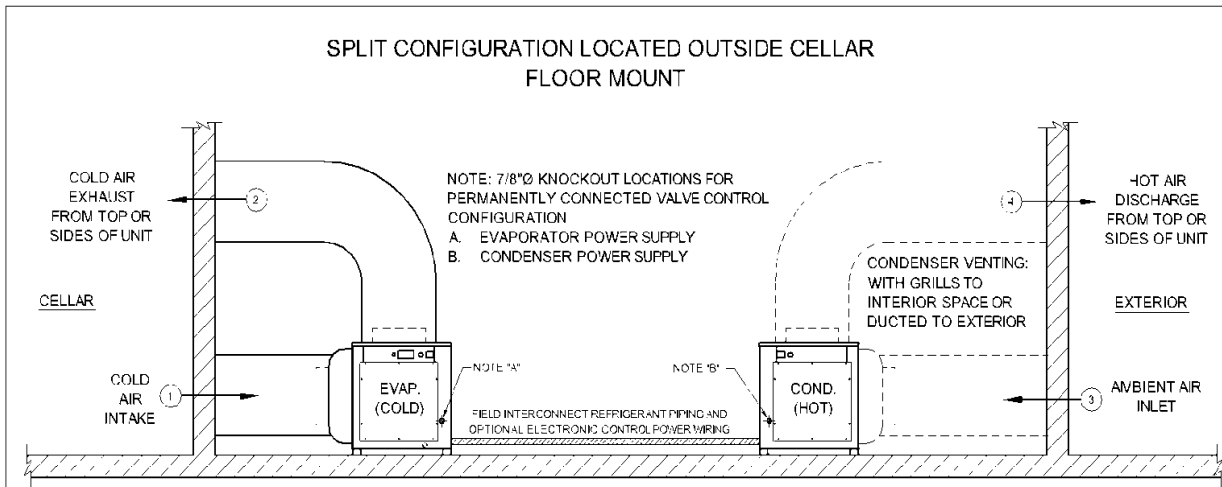 SPLIT CONFIGURATION LOCATED OUTSIDE CELLAR
FLOOR MOUNT
COLD AIR
EXHAUST
FROM TOP OR
SIDES OF UNIT
2
NOTE: 7/8"Ø KNOCKOUT LOCATIONS FOR
PERMANENTLY CONNECTED VALVE CONTROL
CONFIGURATION
A. EVAPORATOR POWER SUPPLY
B. CONDENSER POWER SUPPLY
4
HOT AIR
DISCHARGE
FROM TOP OR
SIDES OF UNIT
CONDENSER VENTING:
WITH GRILLS TO
INTERIOR SPACE OR
DUCTED TO EXTERIOR
CELLAR
EXTERIOR
COLD
AIR
INTAKE
1
EVAP.
(COLD)
NOTE "A"
NOTE "B"
COND.
(HOT)
FIELD INTERCONNECT REFRIGERANT PIPING AND
OPTIONAL ELECTRONIC CONTROL POWER WIRING
3
AMBIENT AIR
INLET